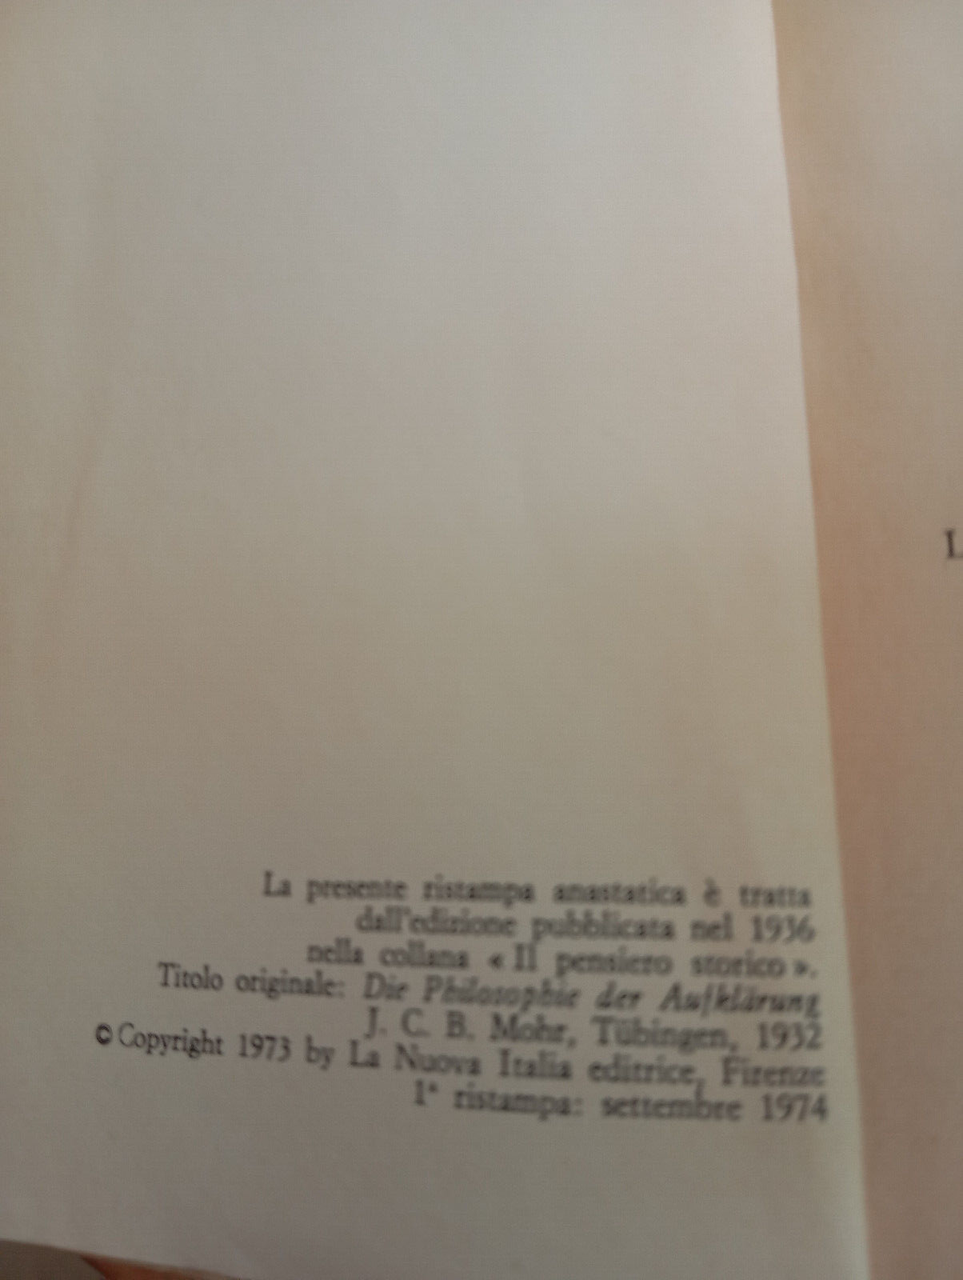 La presente ristampa anastatica è tratta
dall'edizione pubblicata nel 1936
nella collana « Il pensiero storico ».
Titolo originale: Die Philosophie der Aufklärung
J. C. B. Mohr, Tübingen, 1932
© Copyright 1973 by La Nuova Italia editrice, Firenze
1ª ristampa: settembre 1974
L